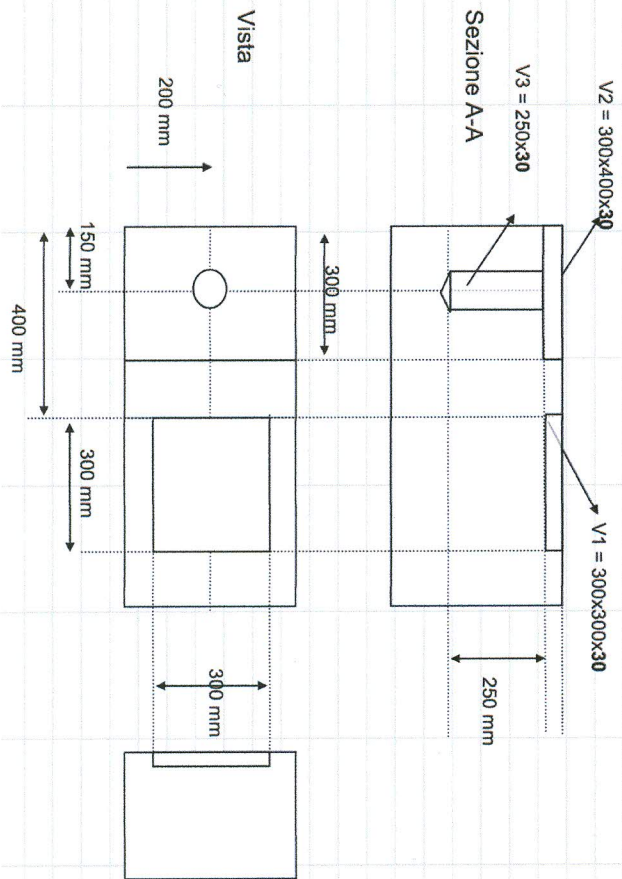 V2 = 300x400x30
V3 = 250x30
Sezione A-A
V1 = 300x300x30
250 mm
300 mm
Vista
200 mm
150 mm
400 mm
300 mm
300 mm